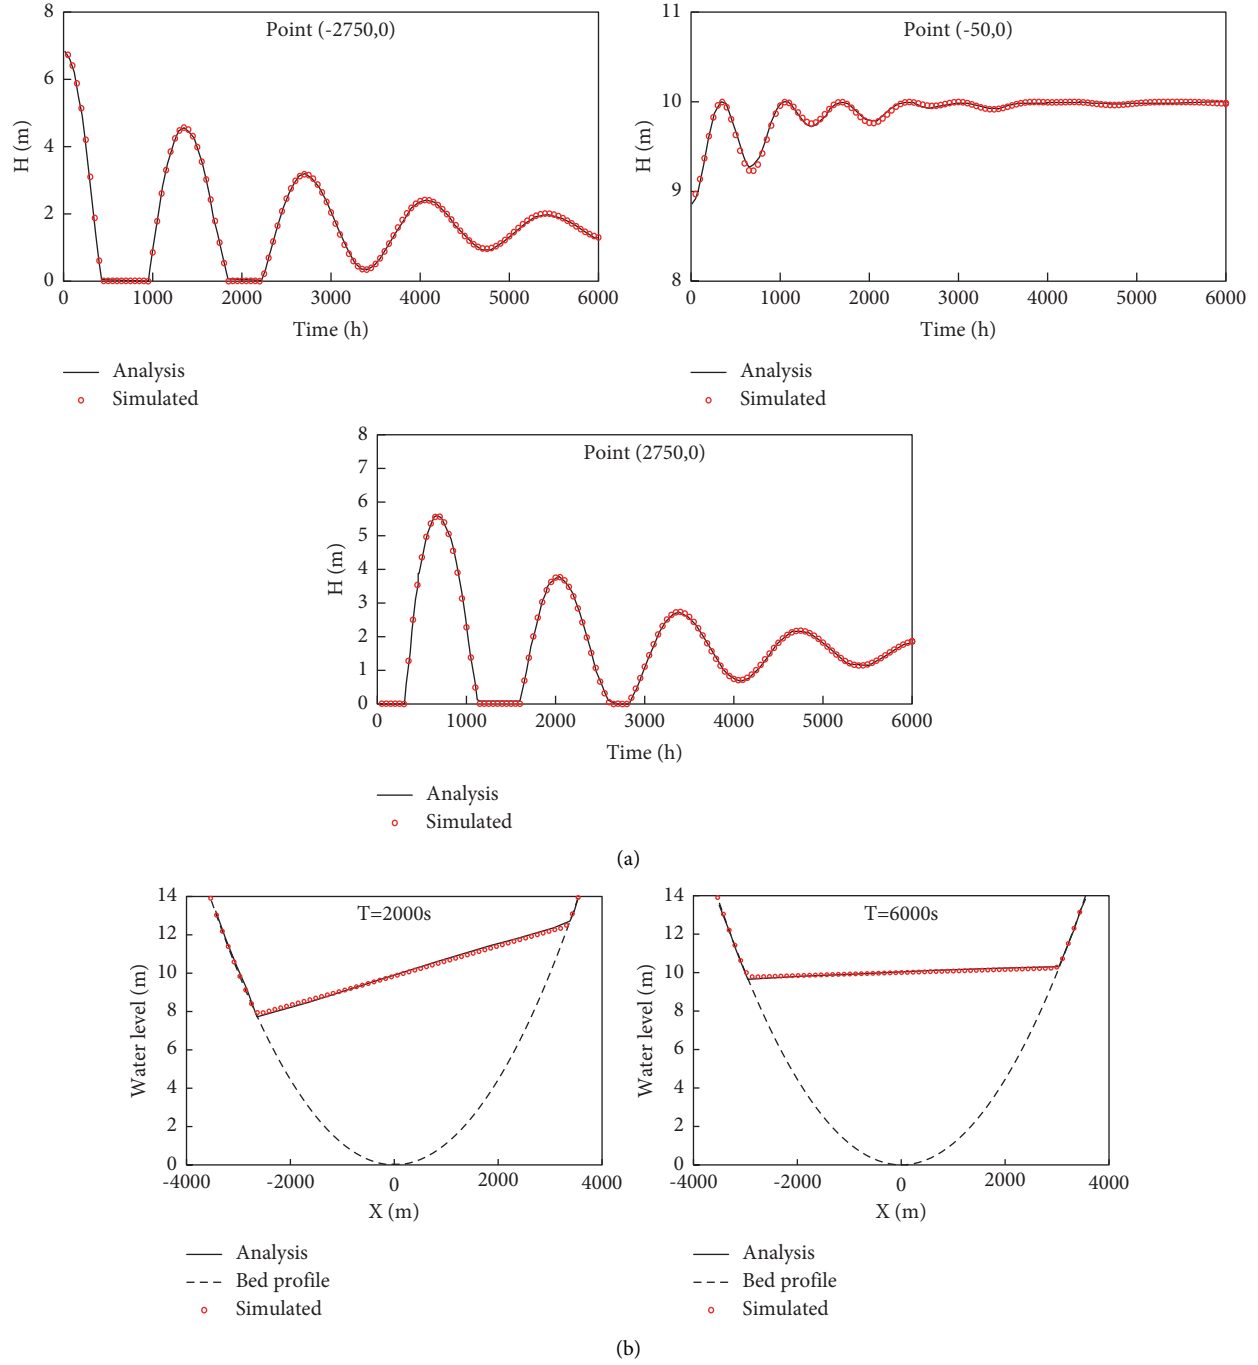 Point (-2750,0)
H (m)
8
6
4
2
0
0 1000 2000 3000 4000 5000 6000
Time (h)
Analysis
Simulated
Point (-50,0)
H (m)
11
10
9
8
0 1000 2000 3000 4000 5000 6000
Time (h)
Analysis
Simulated
Point (2750,0)
H (m)
8
7
6
5
4
3
2
1
0
0 1000 2000 3000 4000 5000 6000
Time (h)
Analysis
Simulated
(a)
T=2000s
Water level (m)
14
12
10
8
6
4
2
0
-4000 -2000 0 2000 4000
X (m)
Analysis
Bed profile
Simulated
T=6000s
Water level (m)
14
12
10
8
6
4
2
0
-4000 -2000 0 2000 4000
X (m)
Analysis
Bed profile
Simulated
(b)